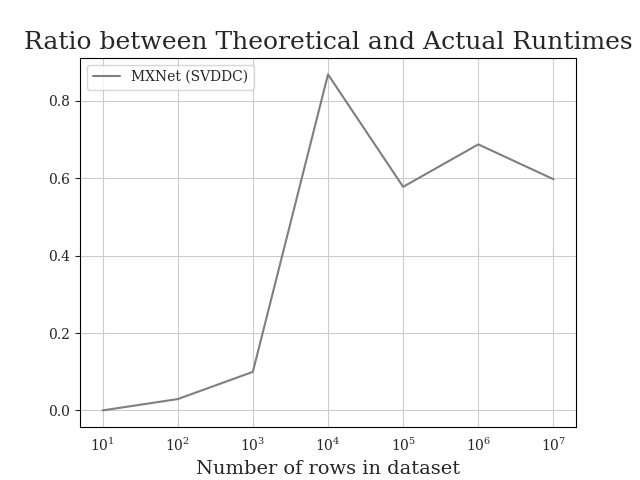 Ratio between Theoretical and Actual Runtimes
MXNet (SVDDC)
0.8
0.6
0.4
0.2
0.0
10¹ 10² 10³ 10⁴ 10⁵ 10⁶ 10⁷
Number of rows in dataset